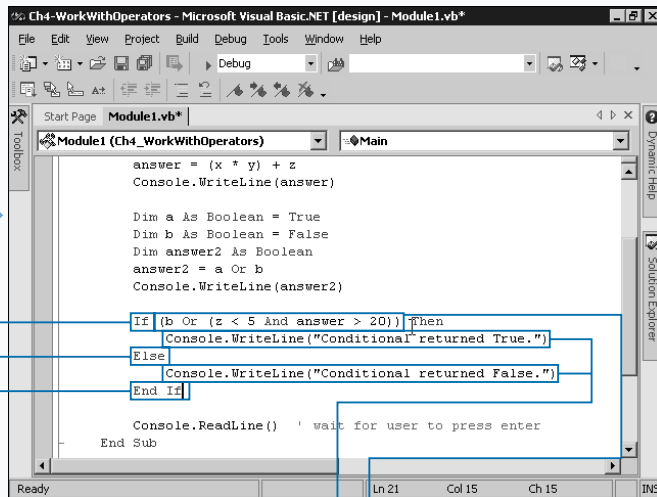 Ch4-WorkWithOperators - Microsoft Visual Basic.NET [design] - Module1.vb*
File Edit View Project Build Debug Tools Window Help
Debug
Start Page Module1.vb*
Toolbox
Module1 (Ch4_WorkWithOperators) Main
Dynamic Help
Solution Explorer
answer = (x * y) + z
Console.WriteLine(answer)
Dim a As Boolean = True
Dim b As Boolean = False
Dim answer2 As Boolean
answer2 = a Or b
Console.WriteLine(answer2)
If (b Or (z < 5 And answer > 20)) Then
Console.WriteLine("Conditional returned True.")
Else
Console.WriteLine("Conditional returned False.")
End If
Console.ReadLine() ' wait for user to press enter
End Sub
Ready Ln 21 Col 15 Ch 15 INS